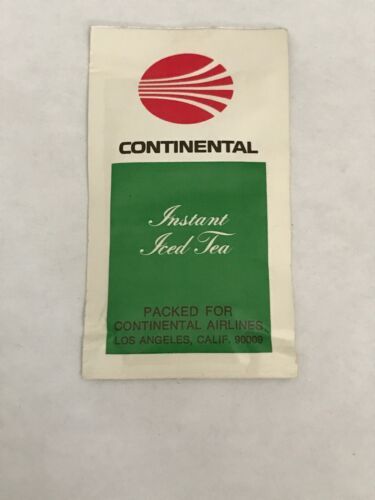 CONTINENTAL
Instant
Iced Tea
PACKED FOR
CONTINENTAL AIRLINES
LOS ANGELES, CALIF. 90009